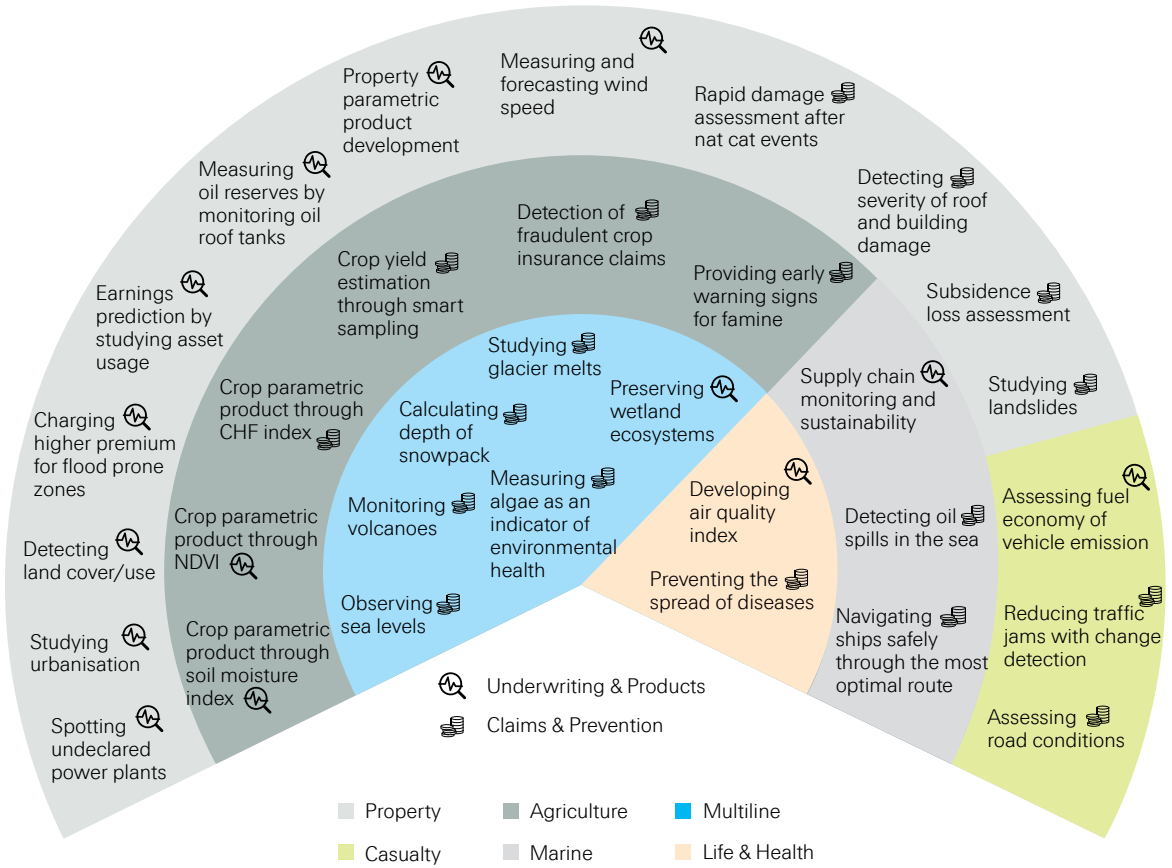 Measuring and
forecasting wind
speed
Property
parametric
product
development
Rapid damage
assessment after
nat cat events
Measuring
oil reserves by
monitoring oil
roof tanks
Detecting
severity of roof
and building
damage
Earnings
prediction by
studying asset
usage
Subsidence
loss assessment
Charging
higher premium
for flood prone
zones
Studying
landslides
Detecting
land cover/use
Studying
urbanisation
Spotting
undeclared
power plants
Detection of
fraudulent crop
insurance claims
Crop yield
estimation
through smart
sampling
Providing early
warning signs
for famine
Crop parametric
product through
CHF index
Crop parametric
product through
NDVI
Crop parametric
product through
soil moisture
index
Studying
glacier melts
Preserving
wetland
ecosystems
Calculating
depth of
snowpack
Measuring
algae as an
indicator of
environmental
health
Monitoring
volcanoes
Observing
sea levels
Developing
air quality
index
Preventing the
spread of diseases
Supply chain
monitoring and
sustainability
Detecting oil
spills in the sea
Navigating
ships safely
through the most
optimal route
Assessing fuel
economy of
vehicle emission
Reducing traffic
jams with change
detection
Assessing
road conditions
Underwriting & Products
Claims & Prevention
Property
Agriculture
Multiline
Casualty
Marine
Life & Health